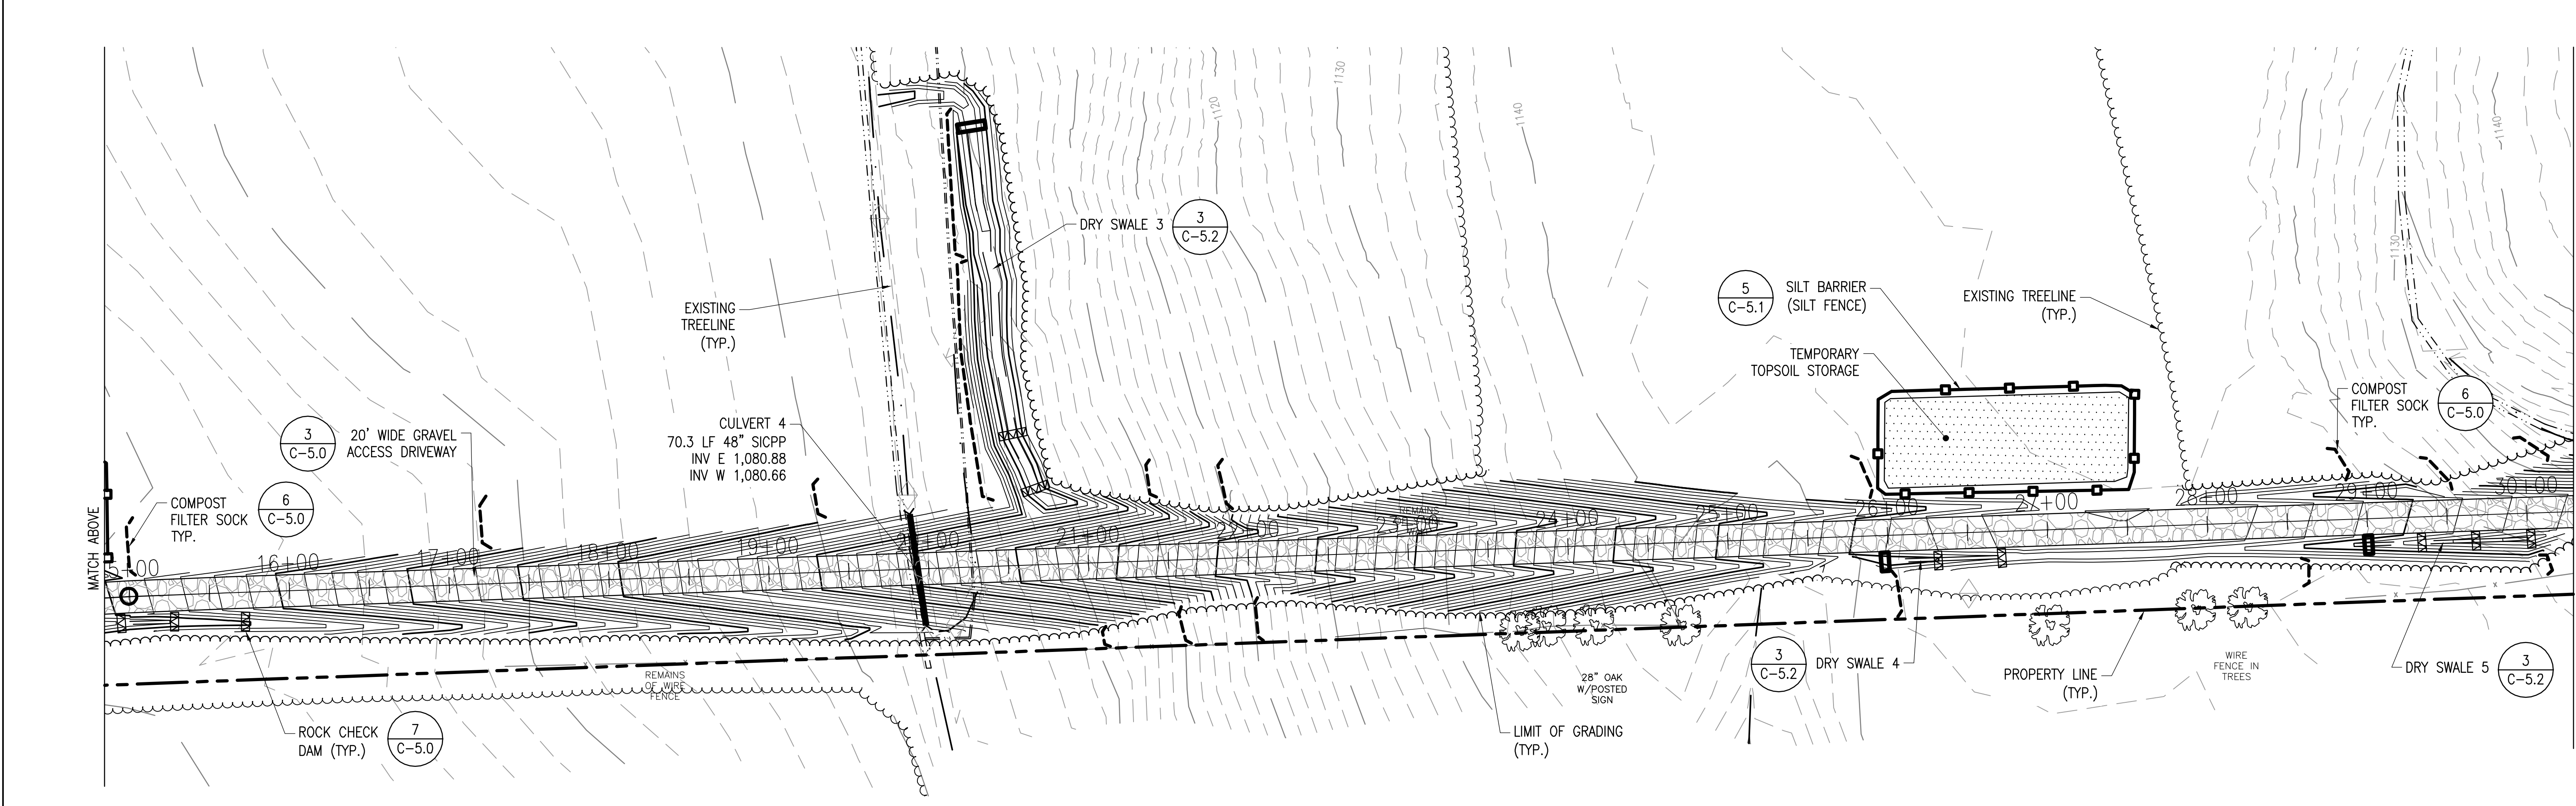 1130
1120
1140
1140
1130
DRY SWALE 3
3
C-5.2
EXISTING
TREELINE
(TYP.)
5
C-5.1
SILT BARRIER
(SILT FENCE)
EXISTING TREELINE
(TYP.)
TEMPORARY
TOPSOIL STORAGE
COMPOST
FILTER SOCK
TYP.
6
C-5.0
CULVERT 4
70.3 LF 48" SICPP
INV E 1,080.88
INV W 1,080.66
3
C-5.0
20' WIDE GRAVEL
ACCESS DRIVEWAY
COMPOST
FILTER SOCK
TYP.
6
C-5.0
MATCH ABOVE
5+00
16+00
17+00
18+00
19+00
21+00
24+00
25+00
26+00
27+00
28+00
29+00
30+00
REMAINS
REMAINS
OF WIRE
FENCE
ROCK CHECK
DAM (TYP.)
7
C-5.0
28" OAK
W/POSTED
SIGN
LIMIT OF GRADING
(TYP.)
3
C-5.2
DRY SWALE 4
PROPERTY LINE
(TYP.)
WIRE
FENCE IN
TREES
DRY SWALE 5
3
C-5.2